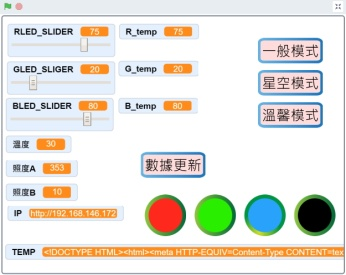 RLED_SLIDER 75 R_temp 75
一般模式
GLED_SLIGER 20 G_temp 20
星空模式
BLED_SLIDER 80 B_temp 80
溫馨模式
溫度 30
照度A 353
照度B 10
數據更新
IP http://192.168.146.172
TEMP <!DOCTYPE HTML><html><meta HTTP-EQUIV=Content-Type CONTENT=tex